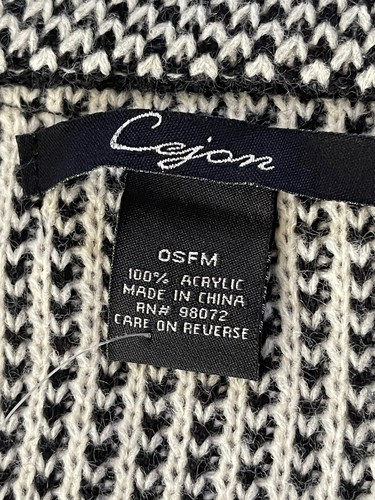 Cejon
OSFM
100% ACRYLIC
MADE IN CHINA
RN# 98072
CARE ON REVERSE